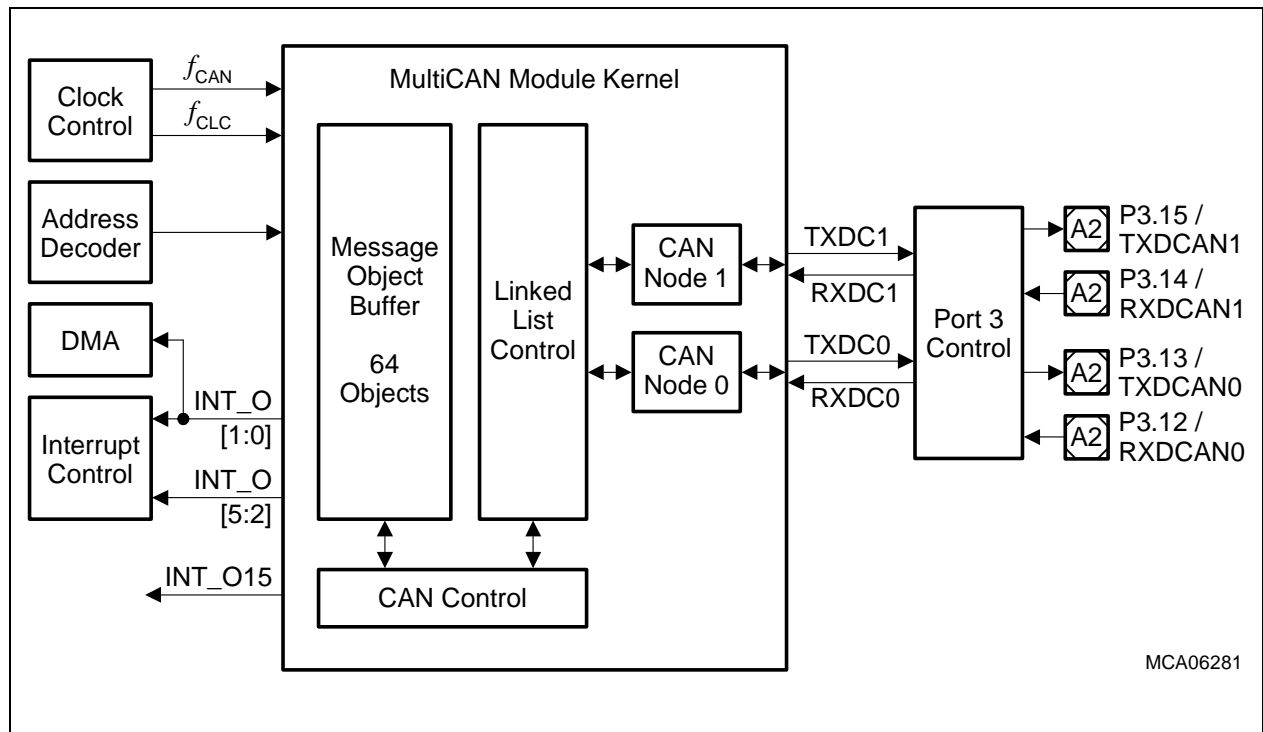 MultiCAN Module Kernel
Clock
Control
fCAN
fCLC
Address
Decoder
DMA
Interrupt
Control
INT_O
[1:0]
INT_O
[5:2]
INT_O15
Message
Object
Buffer
64
Objects
Linked
List
Control
CAN Control
CAN
Node 1
CAN
Node 0
TXDC1
RXDC1
TXDC0
RXDC0
Port 3
Control
A2
P3.15 /
TXDCAN1
A2
P3.14 /
RXDCAN1
A2
P3.13 /
TXDCAN0
A2
P3.12 /
RXDCAN0
MCA06281